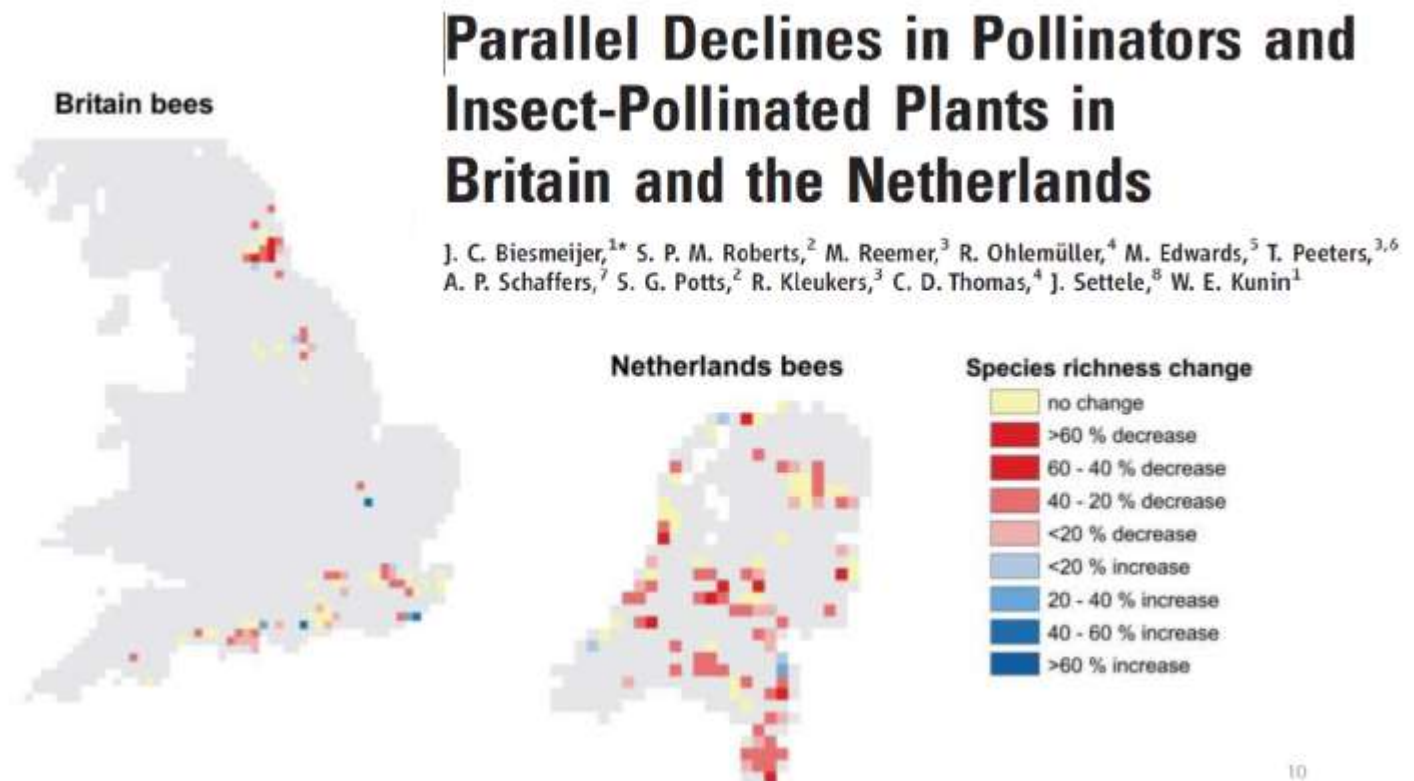 Parallel Declines in Pollinators and
Insect-Pollinated Plants in
Britain and the Netherlands
J. C. Biesmeijer,¹* S. P. M. Roberts,² M. Reemer,³ R. Ohlemüller,⁴ M. Edwards,⁵ T. Peeters,³,⁶
A. P. Schaffers,⁷ S. G. Potts,² R. Kleukers,³ C. D. Thomas,⁴ J. Settele,⁸ W. E. Kunin¹
Britain bees
Netherlands bees
Species richness change
no change
>60 % decrease
60 - 40 % decrease
40 - 20 % decrease
<20 % decrease
<20 % increase
20 - 40 % increase
40 - 60 % increase
>60 % increase
10